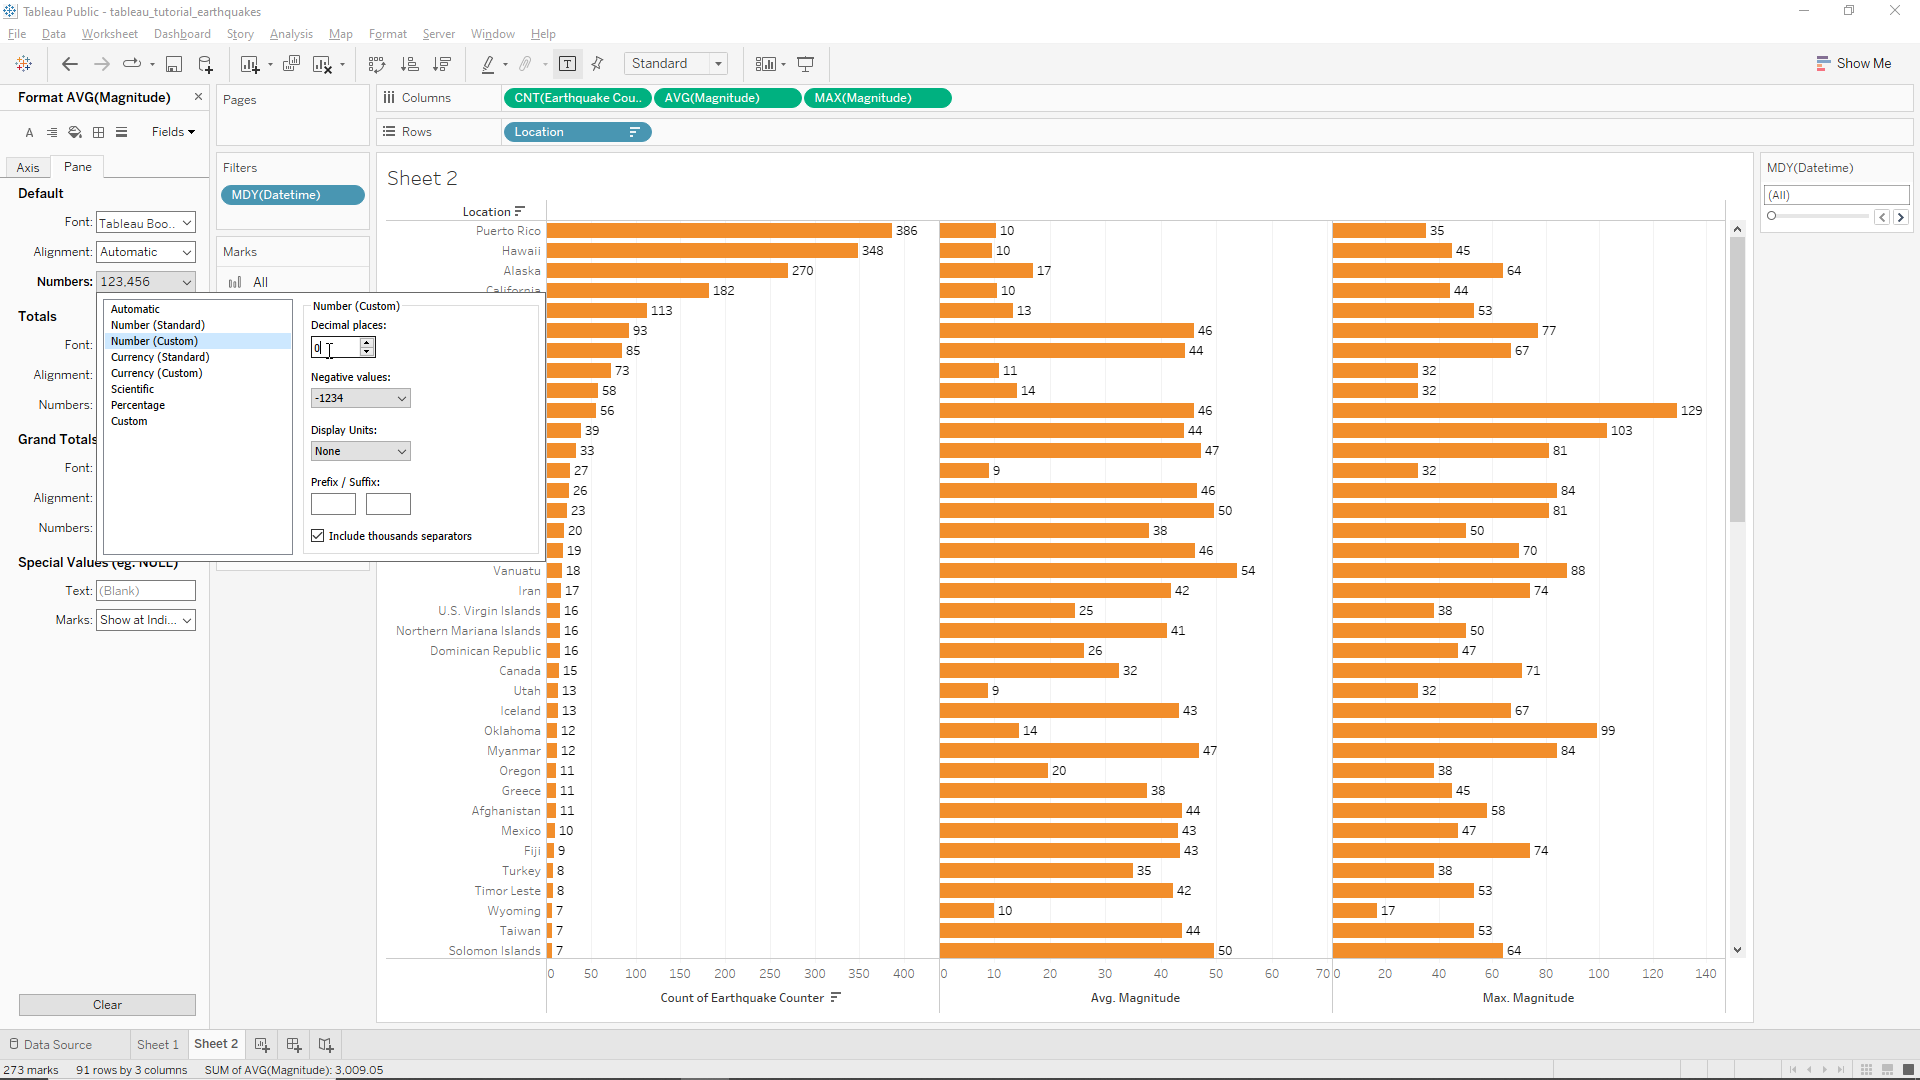 Tableau Public - tableau_tutorial_earthquakes
File Data Worksheet Dashboard Story Analysis Map Format Server Window Help
Standard
Show Me
Format AVG(Magnitude)
Fields
Axis Pane
Default
Font: Tableau Boo..
Alignment: Automatic
Numbers: 123,456
Totals
Font:
Alignment:
Numbers:
Grand Totals
Font:
Alignment:
Numbers:
Special Values (eg. NULL)
Text: (Blank)
Marks: Show at Indi...
Clear
Automatic
Number (Standard)
Number (Custom)
Currency (Standard)
Currency (Custom)
Scientific
Percentage
Custom
Number (Custom)
Decimal places:
0
Negative values:
-1234
Display Units:
None
Prefix / Suffix:
Include thousands separators
Pages
Filters
MDY(Datetime)
Marks
All
Columns CNT(Earthquake Cou.. AVG(Magnitude) MAX(Magnitude)
Rows Location
Sheet 2
Location
Puerto Rico 386 10 35
Hawaii 348 10 45
Alaska 270 17 64
California 182 10 44
113 13 53
93 46 77
85 44 67
73 11 32
58 14 32
56 46 129
39 44 103
33 47 81
27 9 32
26 46 84
23 50 81
20 38 50
19 46 70
Vanuatu 18 54 88
Iran 17 42 74
U.S. Virgin Islands 16 25 38
Northern Mariana Islands 16 41 50
Dominican Republic 16 26 47
Canada 15 32 71
Utah 13 9 32
Iceland 13 43 67
Oklahoma 12 14 99
Myanmar 12 47 84
Oregon 11 20 38
Greece 11 38 45
Afghanistan 11 44 58
Mexico 10 43 47
Fiji 9 43 74
Turkey 8 35 38
Timor Leste 8 42 53
Wyoming 7 10 17
Taiwan 7 44 53
Solomon Islands 7 50 64
0 50 100 150 200 250 300 350 400 0 10 20 30 40 50 60 70 0 20 40 60 80 100 120 140
Count of Earthquake Counter Avg. Magnitude Max. Magnitude
MDY(Datetime)
(All)
Data Source Sheet 1 Sheet 2
273 marks 91 rows by 3 columns SUM of AVG(Magnitude): 3,009.05